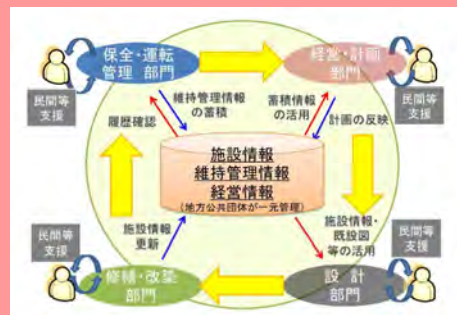 保全・運転
管理 部門
経営・計画
部門
民間等
支援
民間等
支援
維持管理情報
の蓄積
蓄積情報
の活用
履歴確認
計画の反映
施設情報
維持管理情報
経営情報
(地方公共団体が一元管理)
施設情報
更新
施設情報・
既設図
等の活用
民間等
支援
民間等
支援
修繕・改築
部門
設 計
部門